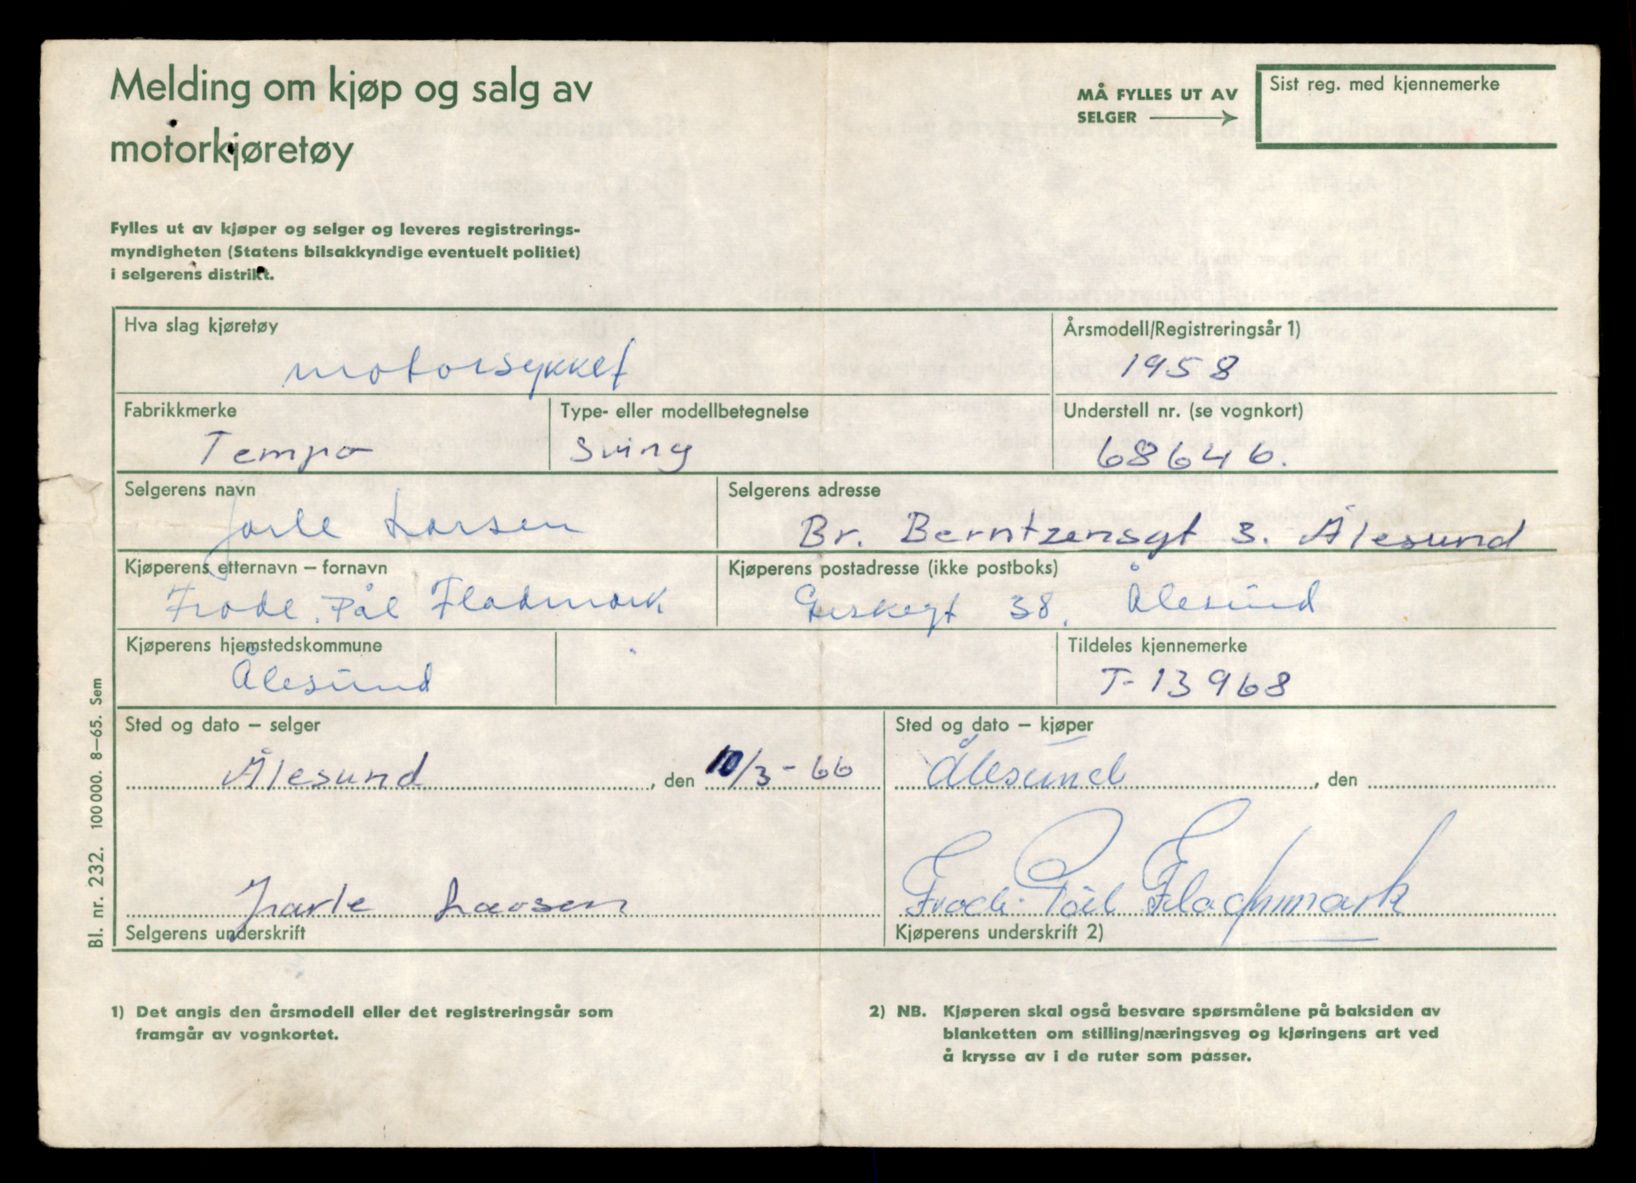 Melding om kjøp og salg av
motorkjøretøy
MÅ FYLLES UT AV
SELGER
Sist reg. med kjennemerke
Fylles ut av kjøper og selger og leveres registrerings-
myndigheten (Statens bilsakkyndige eventuelt politiet)
i selgerens distrikt.
Hva slag kjøretøy
motorsykkel
Årsmodell/Registreringsår 1)
1958
Fabrikkmerke
Tempo
Type- eller modellbetegnelse
Swing
Understell nr. (se vognkort)
68646.
Selgerens navn
Jarle Larsen
Selgerens adresse
Br. Berntzensgt 3. Ålesund
Kjøperens etternavn – fornavn
Frode. Pål Fladmark
Kjøperens postadresse (ikke postboks)
38, Ålesund
Kjøperens hjemstedskommune
Ålesund
Tildeles kjennemerke
T-13968
Sted og dato – selger
Ålesund, den 10/3-66
Sted og dato – kjøper
Ålesund, den
Jarle Larsen
Selgerens underskrift
Frode Pål Fladmark
Kjøperens underskrift 2)
Bl. nr. 232. 100 000. 8–65. Sem
1) Det angis den årsmodell eller det registreringsår som
framgår av vognkortet.
2) NB. Kjøperen skal også besvare spørsmålene på baksiden av
blanketten om stilling/næringsveg og kjøringens art ved
å krysse av i de ruter som passer.